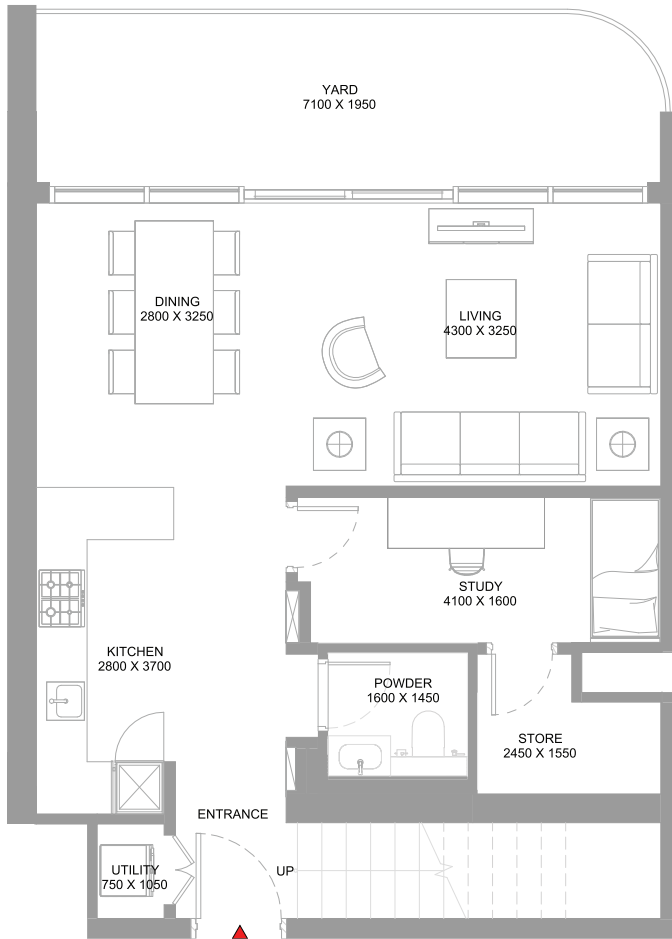 YARD
7100 X 1950
DINING
2800 X 3250
LIVING
4300 X 3250
STUDY
4100 X 1600
KITCHEN
2800 X 3700
POWDER
1600 X 1450
STORE
2450 X 1550
ENTRANCE
UTILITY
750 X 1050
UP